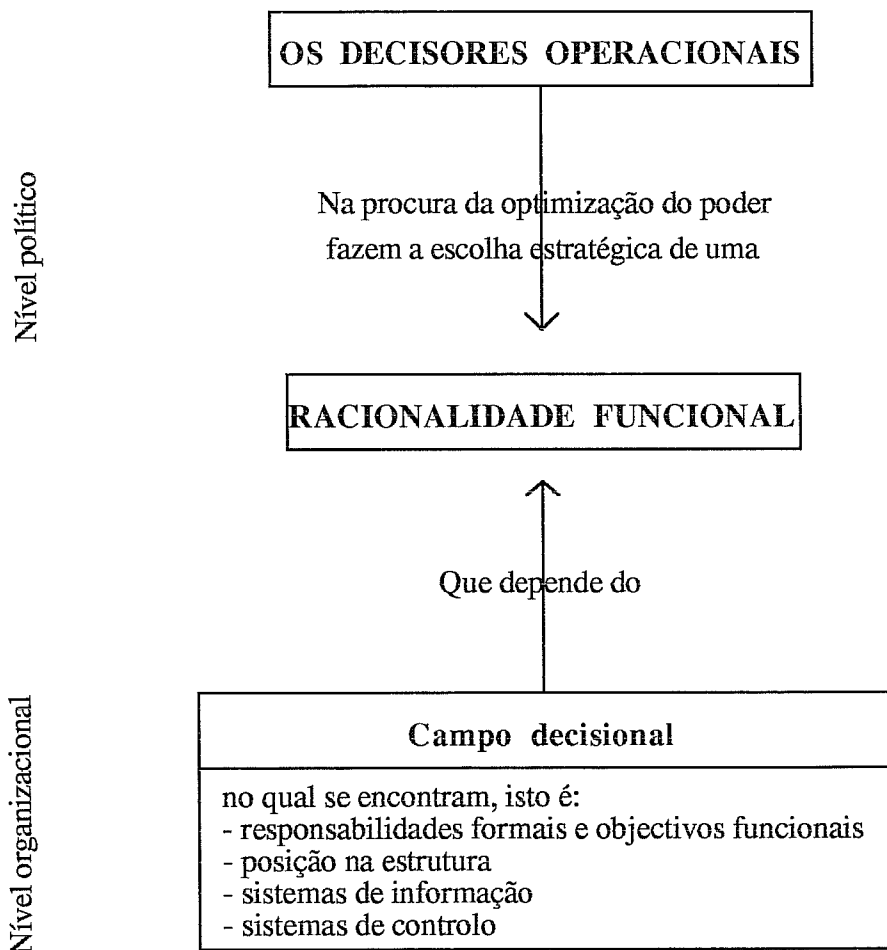 OS DECISORES OPERACIONAIS
Nível político
Na procura da optimização do poder
fazem a escolha estratégica de uma
RACIONALIDADE FUNCIONAL
Que depende do
Nível organizacional
Campo decisional
no qual se encontram, isto é:
- responsabilidades formais e objectivos funcionais
- posição na estrutura
- sistemas de informação
- sistemas de controlo